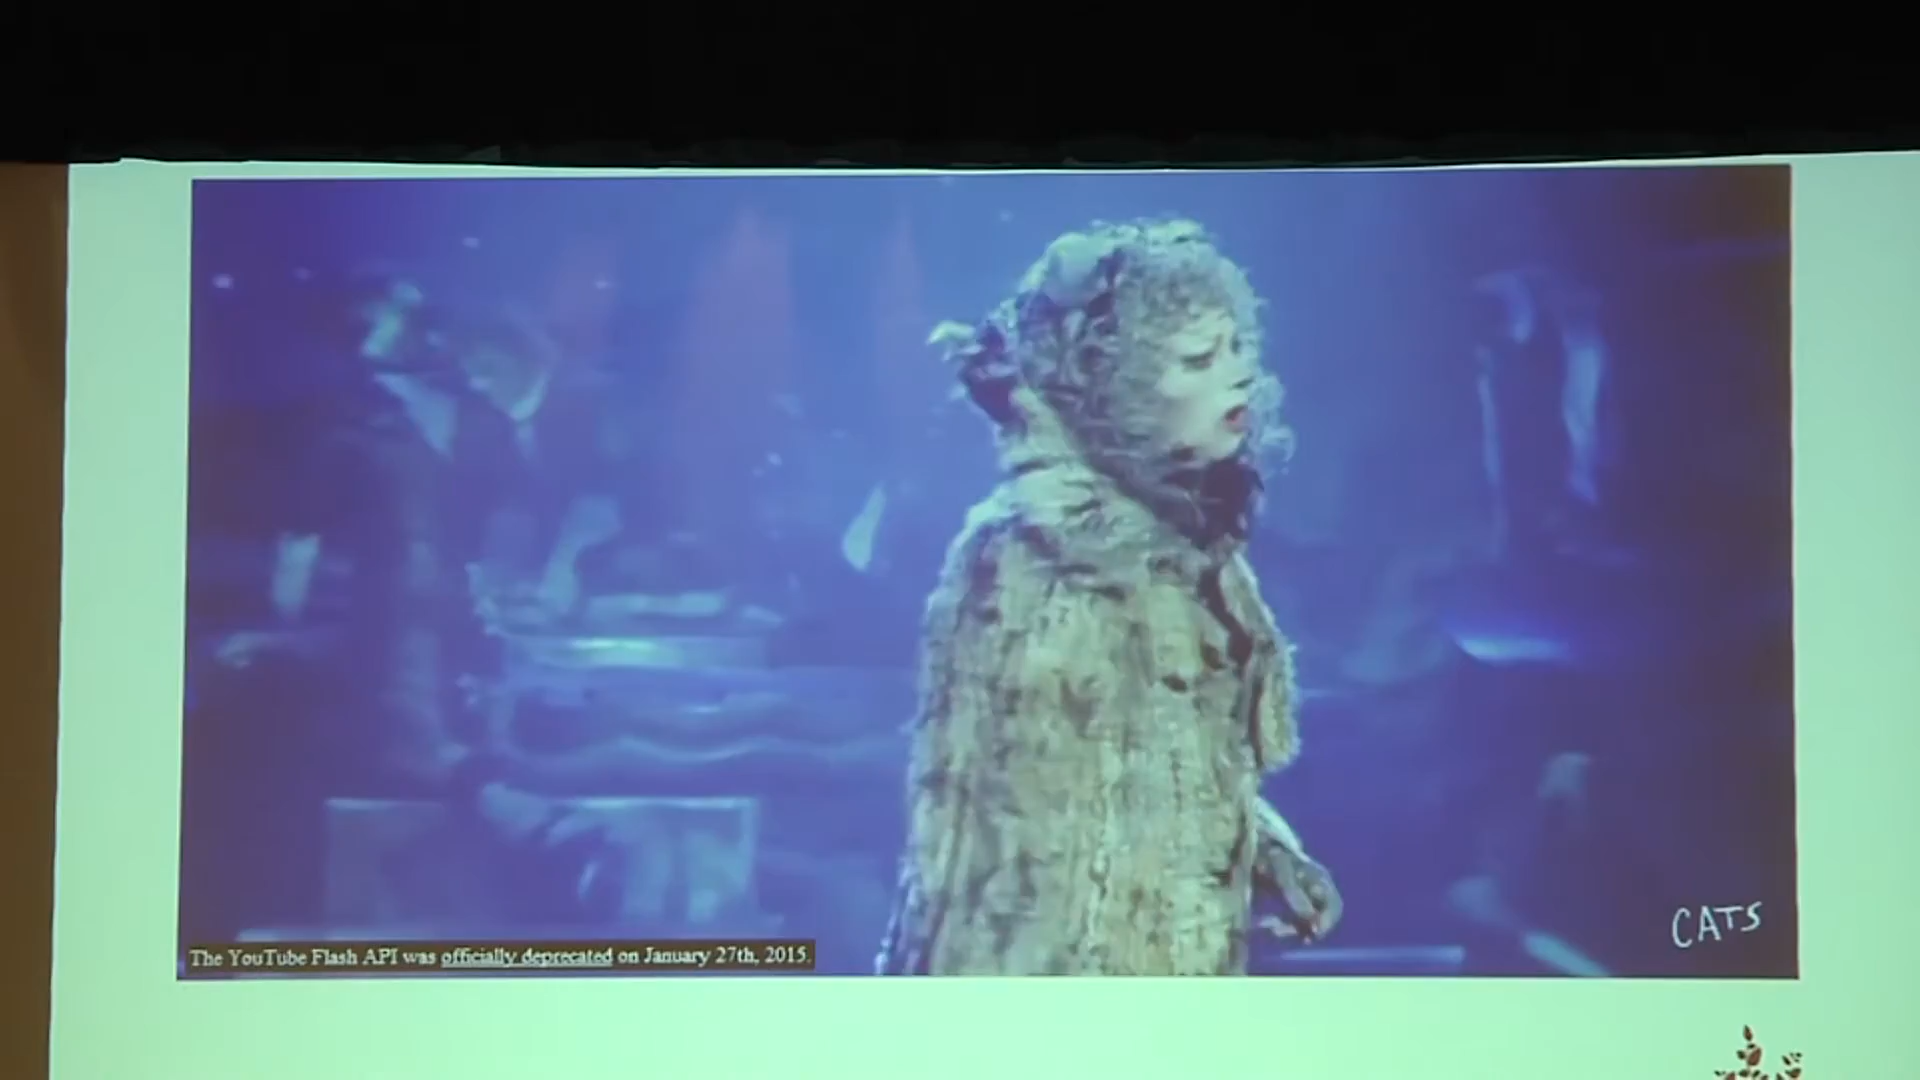 The YouTube Flash API was officially deprecated on January 27th, 2015.
CATS